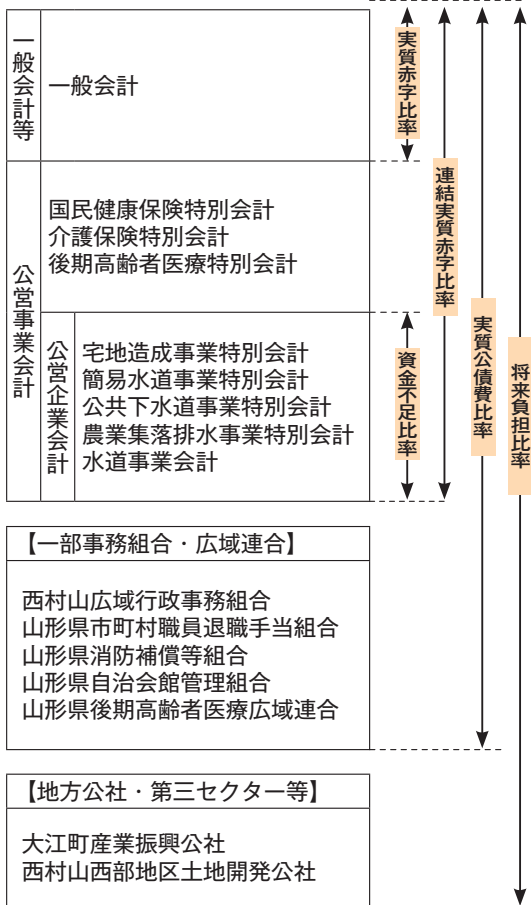 一般会計等
一般会計
公営事業会計
国民健康保険特別会計
介護保険特別会計
後期高齢者医療特別会計
公営企業会計
宅地造成事業特別会計
簡易水道事業特別会計
公共下水道事業特別会計
農業集落排水事業特別会計
水道事業会計
実質赤字比率
連結実質赤字比率
資金不足比率
実質公債費比率
将来負担比率
【一部事務組合・広域連合】
西村山広域行政事務組合
山形県市町村職員退職手当組合
山形県消防補償等組合
山形県自治会館管理組合
山形県後期高齢者医療広域連合
【地方公社・第三セクター等】
大江町産業振興公社
西村山西部地区土地開発公社